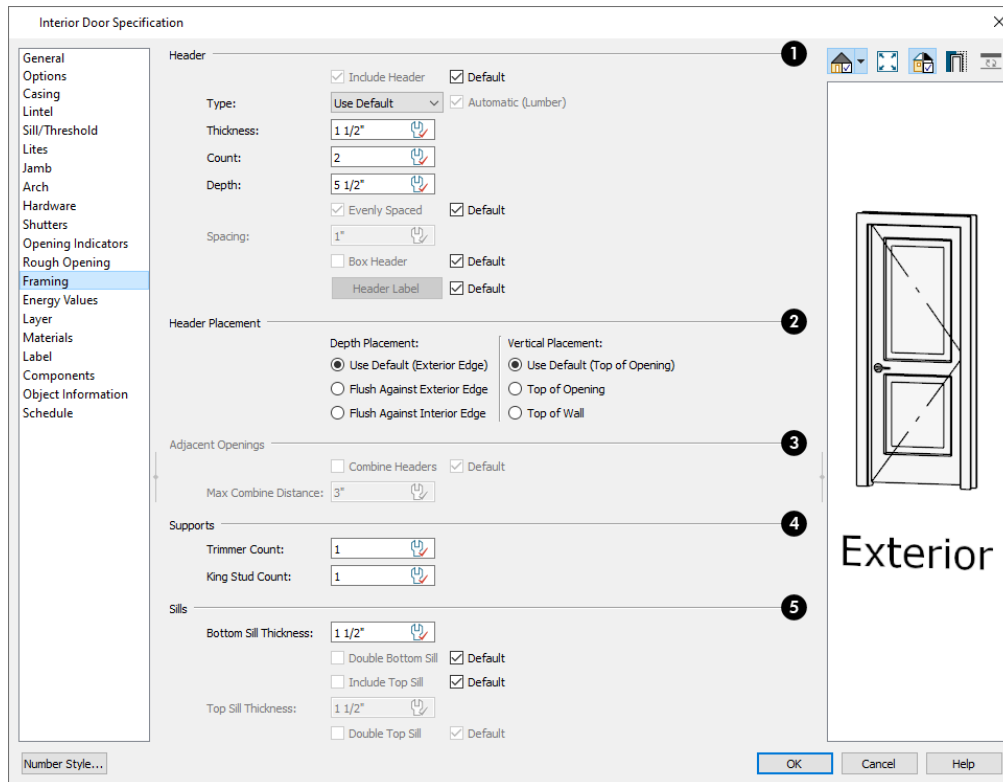 Interior Door Specification
General
Options
Casing
Lintel
Sill/Threshold
Lites
Jamb
Arch
Hardware
Shutters
Opening Indicators
Rough Opening
Framing
Energy Values
Layer
Materials
Label
Components
Object Information
Schedule
Header 1
Include Header Default
Type: Use Default Automatic (Lumber)
Thickness: 1 1/2"
Count: 2
Depth: 5 1/2"
Evenly Spaced Default
Spacing: 1"
Box Header Default
Header Label Default
Header Placement 2
Depth Placement: Vertical Placement:
Use Default (Exterior Edge) Use Default (Top of Opening)
Flush Against Exterior Edge Top of Opening
Flush Against Interior Edge Top of Wall
Adjacent Openings 3
Combine Headers Default
Max Combine Distance: 3"
Supports 4
Trimmer Count: 1
King Stud Count: 1
Sills 5
Bottom Sill Thickness: 1 1/2"
Double Bottom Sill Default
Include Top Sill Default
Top Sill Thickness: 1 1/2"
Double Top Sill Default
Exterior
Number Style... OK Cancel Help